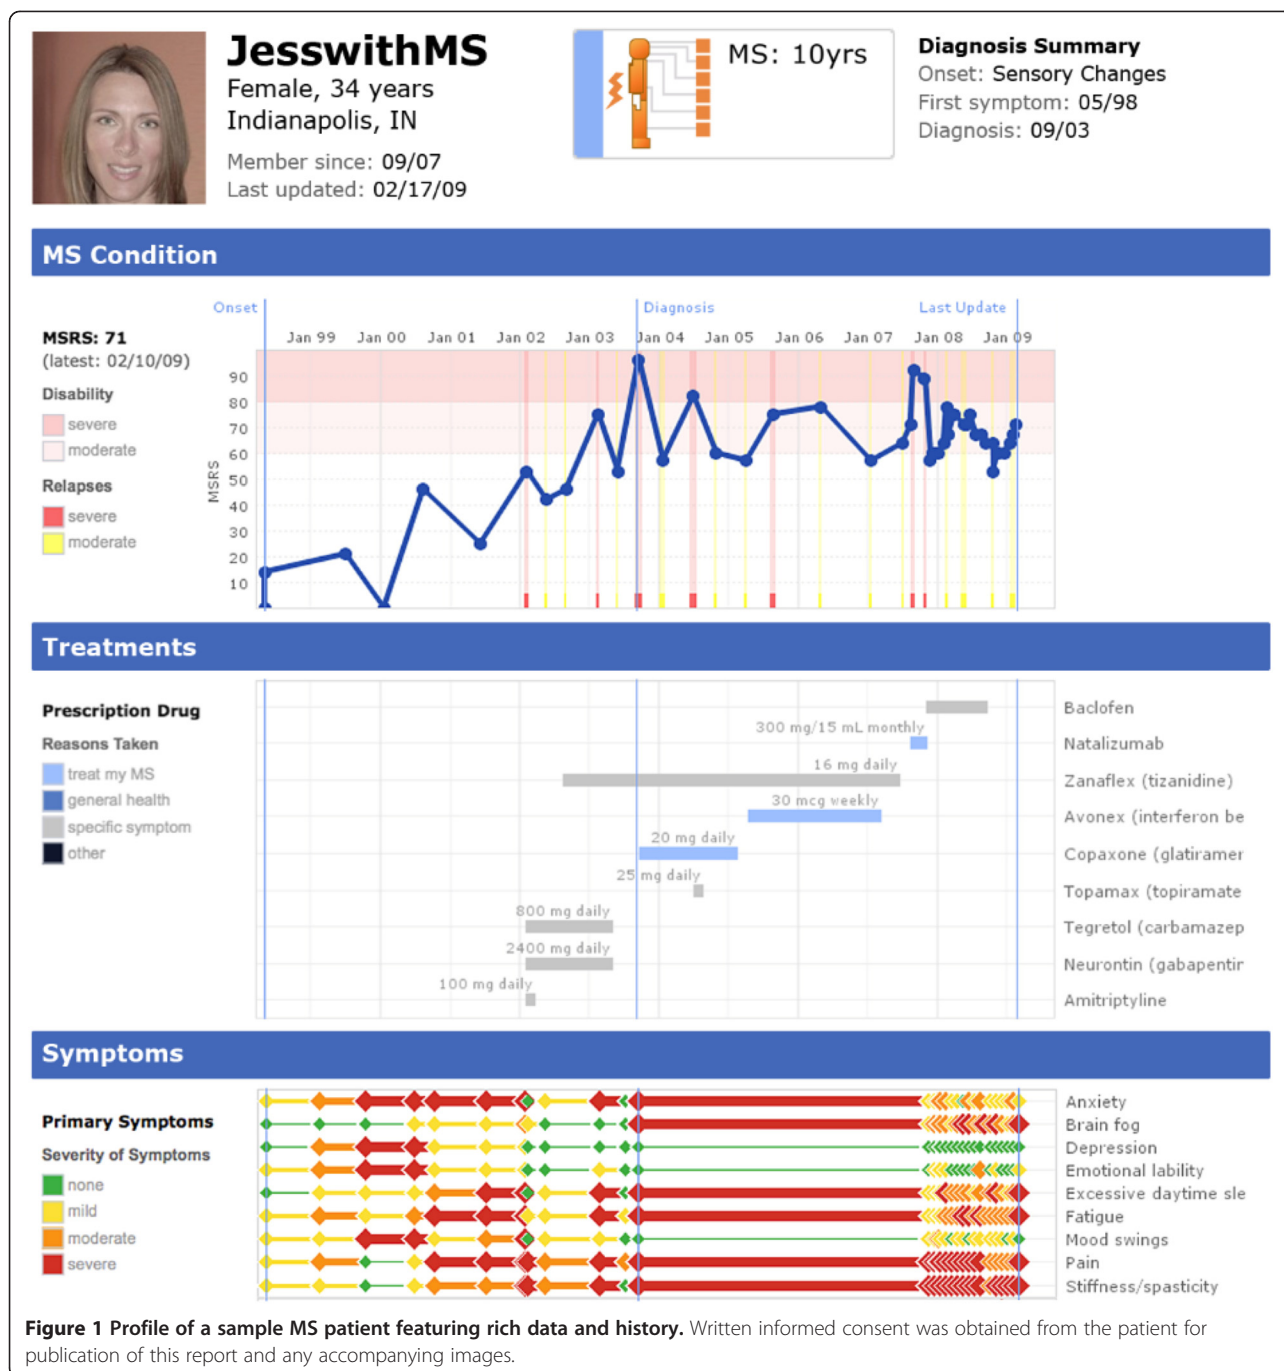 JesswithMS
Female, 34 years
Indianapolis, IN
Member since: 09/07
Last updated: 02/17/09
MS: 10yrs
Diagnosis Summary
Onset: Sensory Changes
First symptom: 05/98
Diagnosis: 09/03
MS Condition
Onset Diagnosis Last Update
Jan 99 Jan 00 Jan 01 Jan 02 Jan 03 Jan 04 Jan 05 Jan 06 Jan 07 Jan 08 Jan 09
MSRS: 71
(latest: 02/10/09)
Disability
severe
moderate
Relapses
severe
moderate
MSRS
90
80
70
60
50
40
30
20
10
Treatments
Prescription Drug
Reasons Taken
treat my MS
general health
specific symptom
other
Baclofen
300 mg/15 mL monthly
Natalizumab
16 mg daily
Zanaflex (tizanidine)
30 mcg weekly
Avonex (interferon be
20 mg daily
Copaxone (glatiramer
25 mg daily
Topamax (topiramate
800 mg daily
Tegretol (carbamazep
2400 mg daily
Neurontin (gabapentir
100 mg daily
Amitriptyline
Symptoms
Primary Symptoms
Severity of Symptoms
none
mild
moderate
severe
Anxiety
Brain fog
Depression
Emotional lability
Excessive daytime sle
Fatigue
Mood swings
Pain
Stiffness/spasticity
Figure 1 Profile of a sample MS patient featuring rich data and history. Written informed consent was obtained from the patient for
publication of this report and any accompanying images.